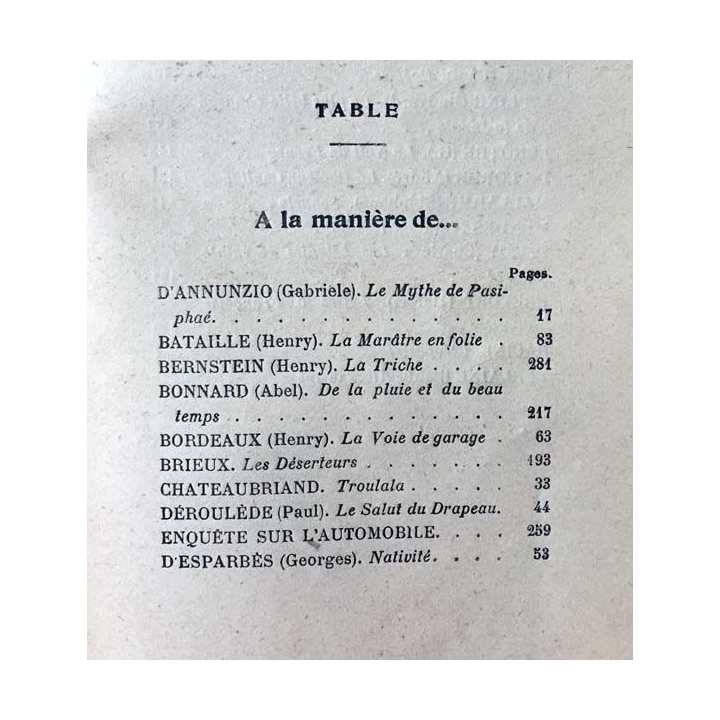 TABLE
A la manière de...
Pages.
D'ANNUNZIO (Gabriele). Le Mythe de Pasi-
phaé. . . . . . . . . . . . . 17
BATAILLE (Henry). La Marâtre en folie . 83
BERNSTEIN (Henry). La Triche . . . . 281
BONNARD (Abel). De la pluie et du beau
temps . . . . . . . . . . . . . 217
BORDEAUX (Henry). La Voie de garage . 63
BRIEUX. Les Déserteurs . . . . . . . 193
CHATEAUBRIAND. Troulala . . . . . 33
DÉROULÈDE (Paul). Le Salut du Drapeau. 44
ENQUÊTE SUR L'AUTOMOBILE. . . . 259
D'ESPARBÈS (Georges). Nativité. . . . 53